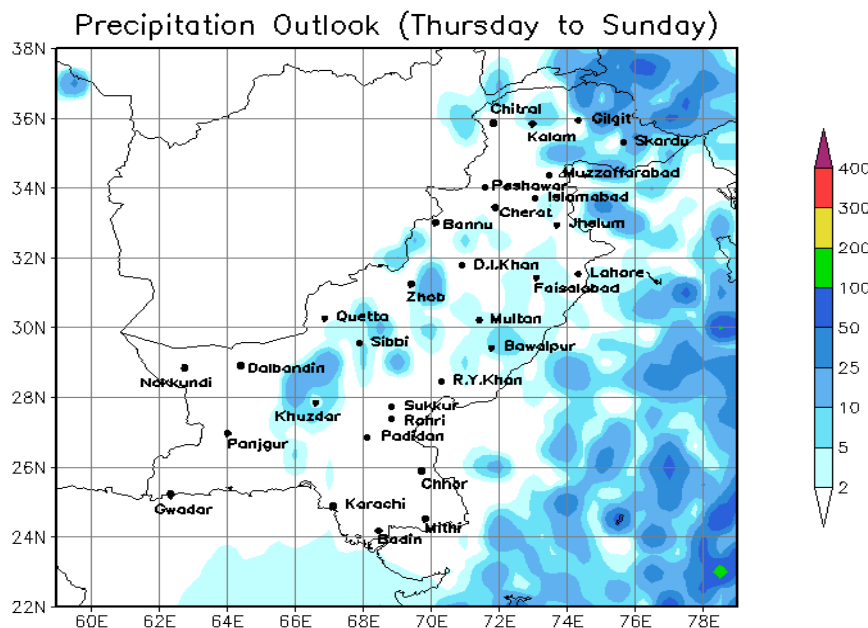 Precipitation Outlook (Thursday to Sunday)
38N
36N
34N
32N
30N
28N
26N
24N
22N
60E 62E 64E 66E 68E 70E 72E 74E 76E 78E
Chitral
Gilgit
Kalam
Skardu
Muzzaffarabad
Peshawar
Islamabad
Cherat
Jhelum
Bannu
D.I.Khan
Lahore
Faisalabad
Zhob
Quetta
Multan
Sibbi
Bawalpur
Dalbandin
Nokkundi
R.Y.Khan
Khuzdar
Sukkur
Rohri
Panjgur
Padidan
Chhor
Gwadar
Karachi
Mithi
Badin
400
300
200
100
50
25
10
5
2